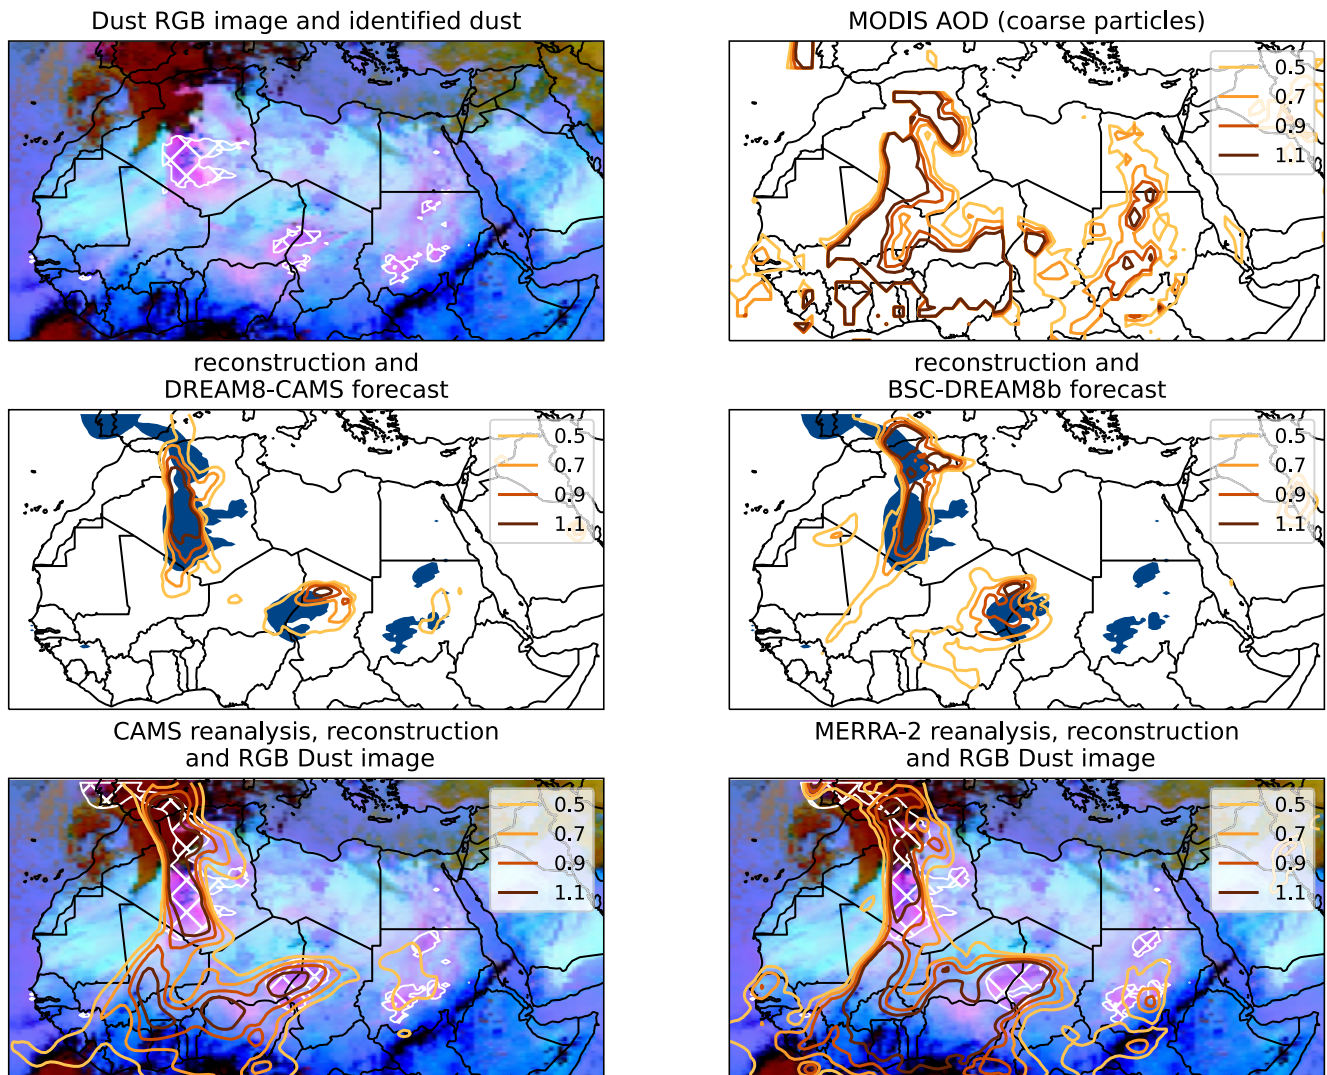 Dust RGB image and identified dust
MODIS AOD (coarse particles)
0.5
0.7
0.9
1.1
reconstruction and
DREAM8-CAMS forecast
0.5
0.7
0.9
1.1
reconstruction and
BSC-DREAM8b forecast
0.5
0.7
0.9
1.1
CAMS reanalysis, reconstruction
and RGB Dust image
0.5
0.7
0.9
1.1
MERRA-2 reanalysis, reconstruction
and RGB Dust image
0.5
0.7
0.9
1.1